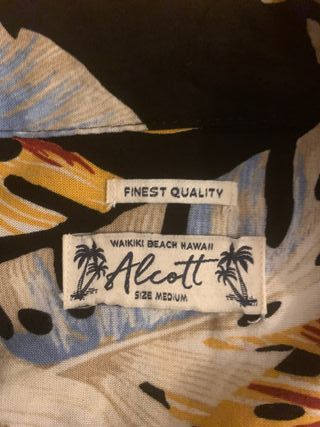 FINEST QUALITY
WAIKIKI BEACH HAWAII
Alcott
SIZE MEDIUM